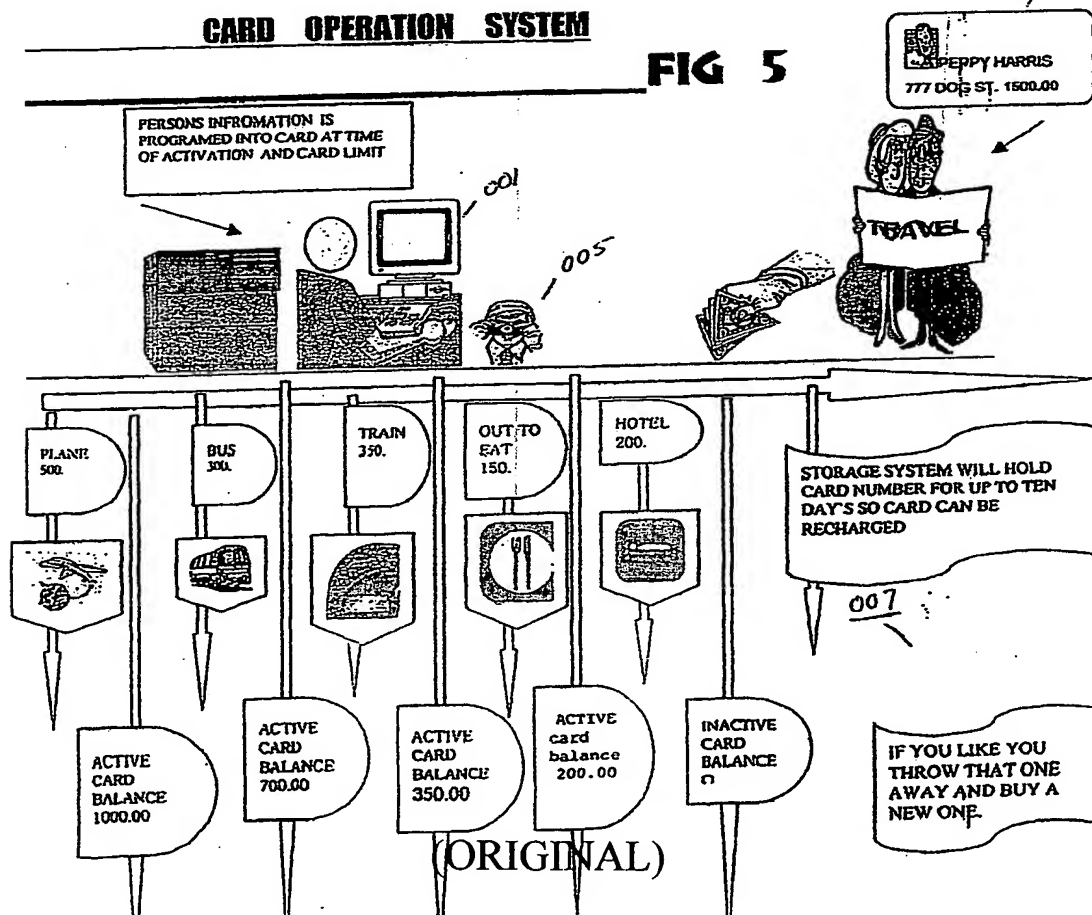 CARD OPERATION SYSTEM
FIG 5
PEPPY HARRIS
777 DOG ST. 1500.00
PERSONS INFROMATION IS
PROGRAMED INTO CARD AT TIME
OF ACTIVATION AND CARD LIMIT
001
005
TRAVEL
PLANE
500.
BUS
300.
TRAIN
350.
OUT TO
EAT
150.
HOTEL
200.
STORAGE SYSTEM WILL HOLD
CARD NUMBER FOR UP TO TEN
DAY'S SO CARD CAN BE
RECHARGED
007
ACTIVE
CARD
BALANCE
1000.00
ACTIVE
CARD
BALANCE
700.00
ACTIVE
CARD
BALANCE
350.00
ACTIVE
card
balance
200.00
INACTIVE
CARD
BALANCE
IF YOU LIKE YOU
THROW THAT ONE
AWAY AND BUY A
NEW ONE.
(ORIGINAL)